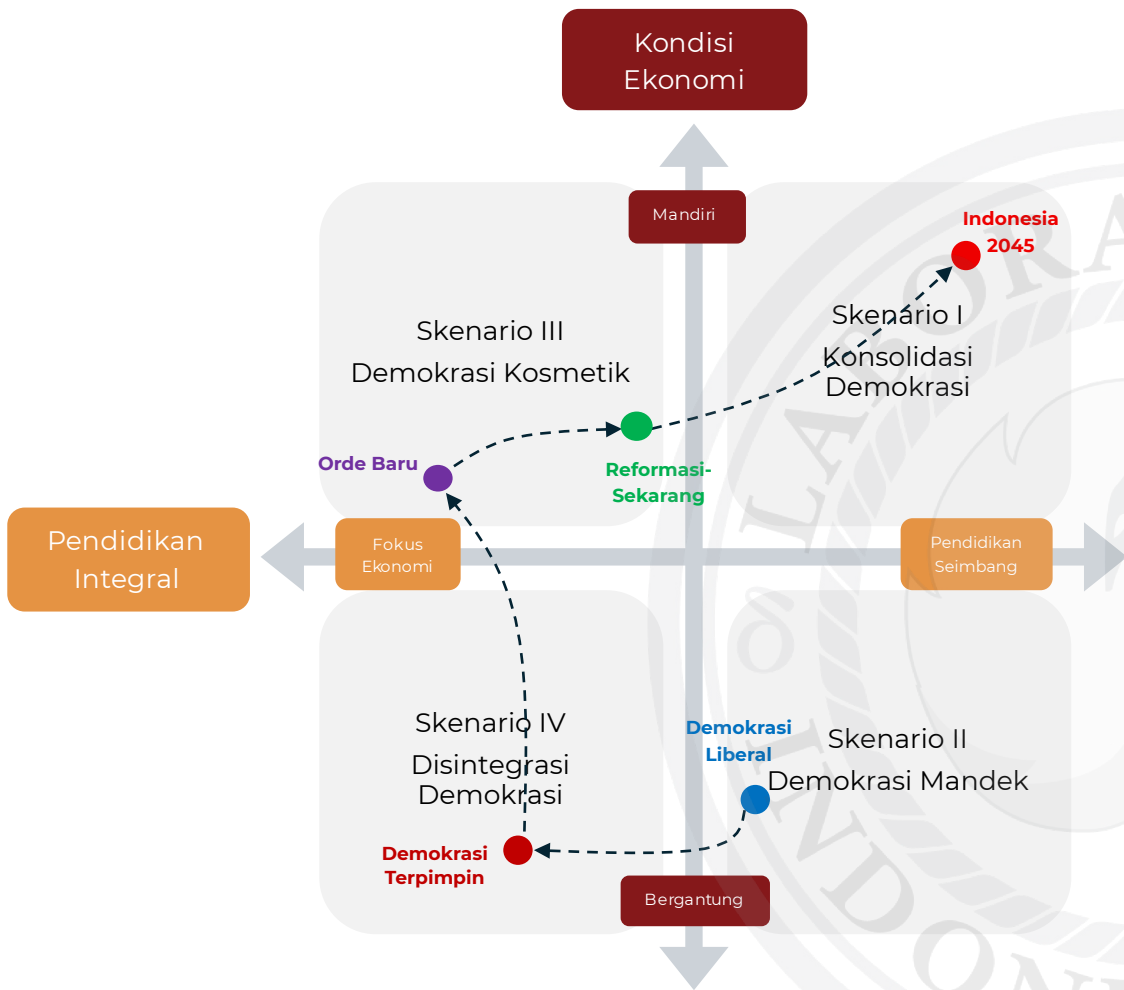 Kondisi
Ekonomi
Mandiri
Indonesia
2045
Skenario III
Demokrasi Kosmetik
Skenario I
Konsolidasi
Demokrasi
Orde Baru
Reformasi-
Sekarang
Pendidikan
Integral
Fokus
Ekonomi
Pendidikan
Seimbang
Skenario IV
Disintegrasi
Demokrasi
Demokrasi
Liberal
Skenario II
Demokrasi Mandek
Demokrasi
Terpimpin
Bergantung